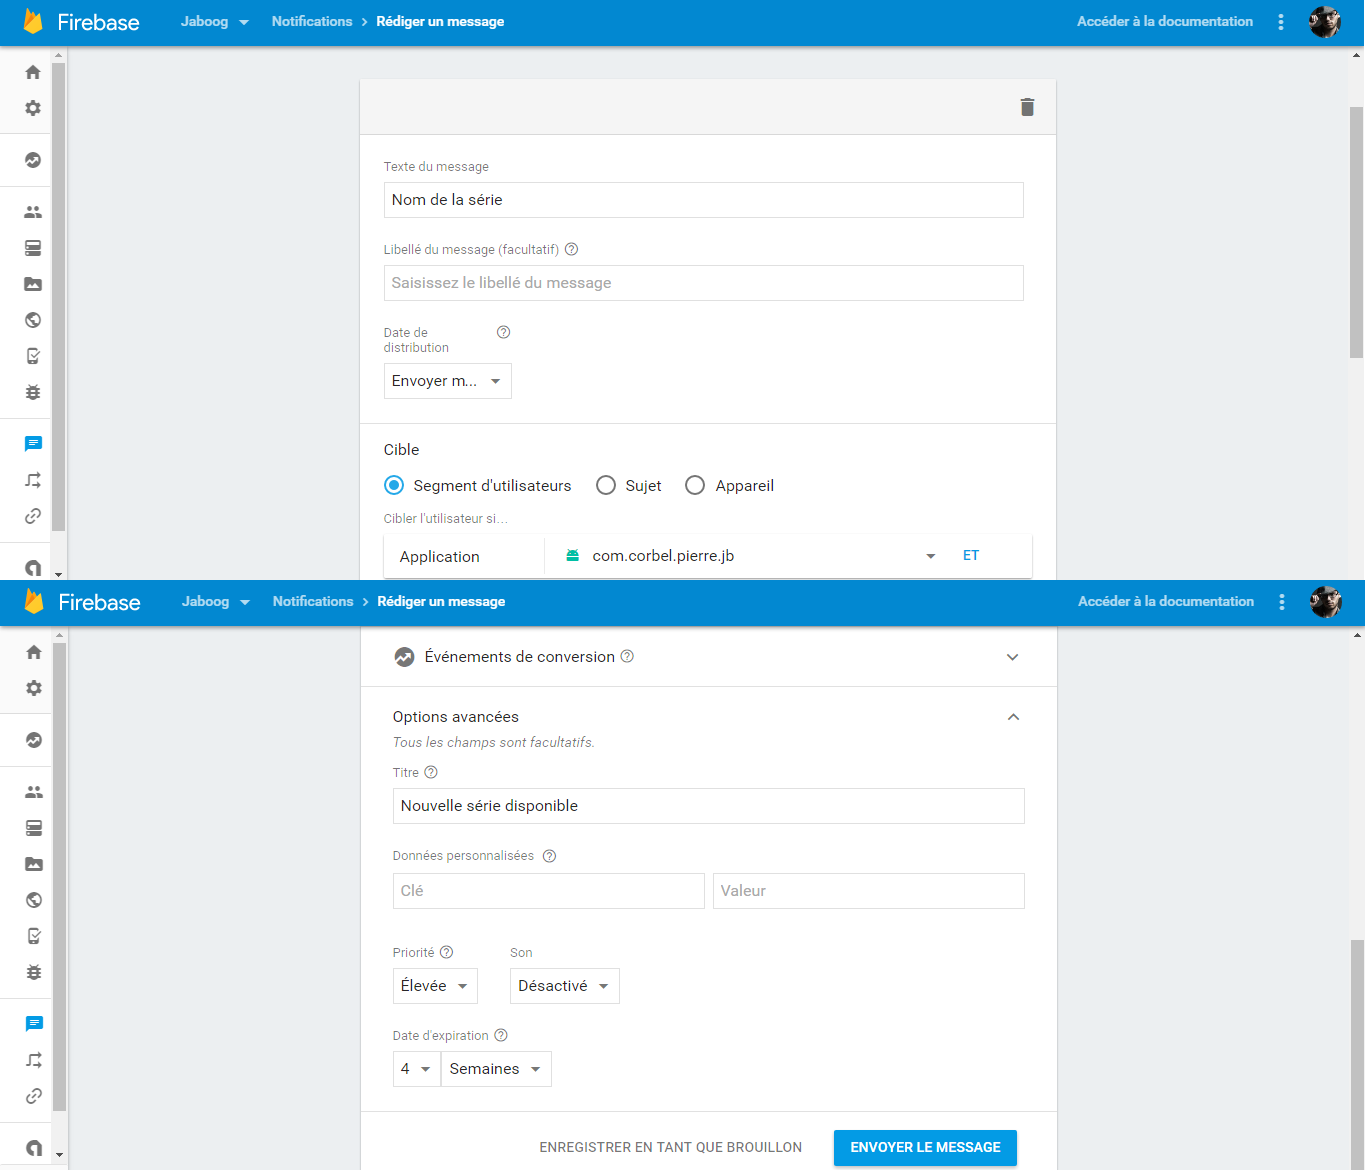 Firebase Jaboog Notifications > Rédiger un message Accéder à la documentation
Texte du message
Nom de la série
Libellé du message (facultatif) ?
Saisissez le libellé du message
Date de ?
distribution
Envoyer m...
Cible
Segment d'utilisateurs Sujet Appareil
Cibler l'utilisateur si…
Application com.corbel.pierre.jb ET
Firebase Jaboog Notifications > Rédiger un message Accéder à la documentation
Événements de conversion ?
Options avancées
Tous les champs sont facultatifs.
Titre ?
Nouvelle série disponible
Données personnalisées ?
Clé Valeur
Priorité ? Son
Élevée Désactivé
Date d'expiration ?
4 Semaines
ENREGISTRER EN TANT QUE BROUILLON ENVOYER LE MESSAGE